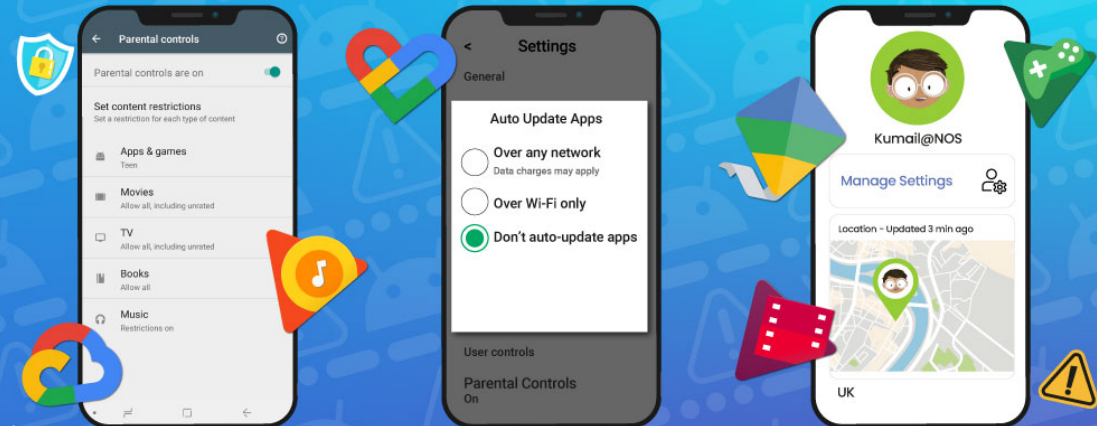 Parental controls
Parental controls are on
Set content restrictions
Set a restriction for each type of content
Apps & games
Teen
Movies
Allow all, including unrated
TV
Allow all, including unrated
Books
Allow all
Music
Restrictions on
Settings
General
Auto Update Apps
Over any network
Data charges may apply
Over Wi-Fi only
Don't auto-update apps
User controls
Parental Controls
On
Kumail@NOS
Manage Settings
Location - Updated 3 min ago
UK